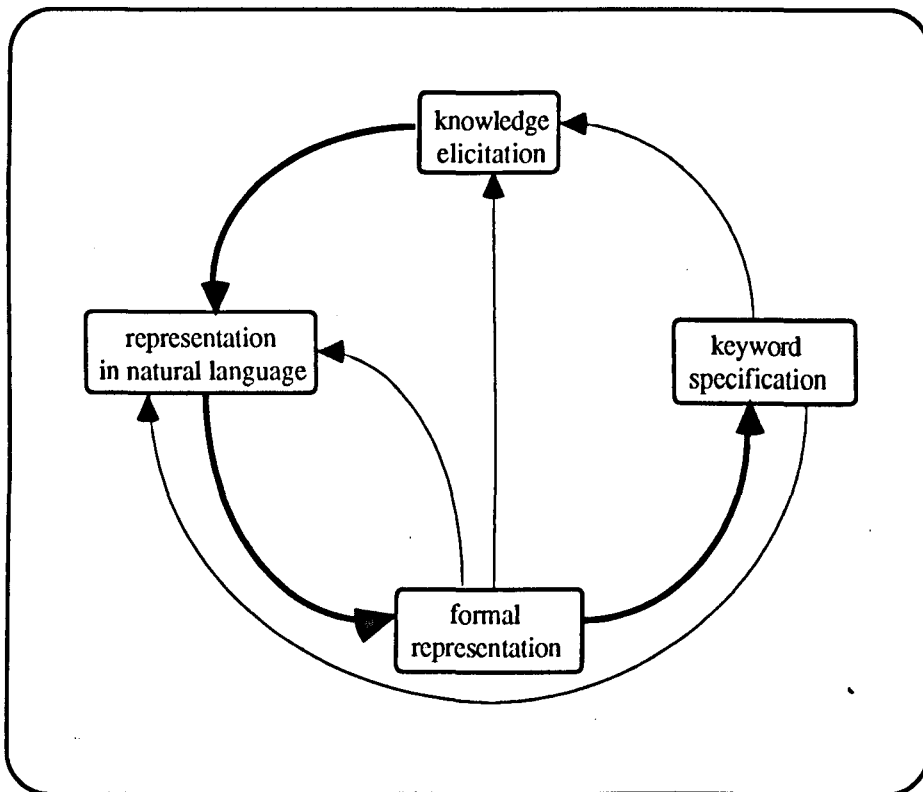 knowledge
elicitation
representation
in natural language
keyword
specification
formal
representation